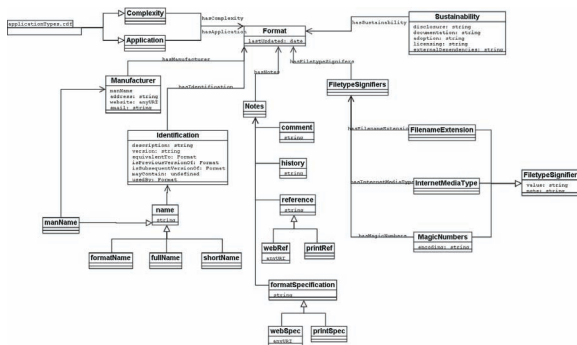 applicationTypes.rdf
Complexity
Application
hasComplexity
hasApplication
Format
lastUpdated: date
hasSustainability
Sustainability
disclosure: string
documentation: string
adoption: string
licensing: string
externalDependencies: string
hasManufacturer
hasIdentification
hasNotes
hasFiletypeSignifiers
Manufacturer
manName
address: string
website: anyURI
email: string
Identification
description: string
version: string
equivalentTo: Format
isPreviousVersionOf: Format
isSubsequentVersionOf: Format
mayContain: undefined
usedBy: Format
Notes
FiletypeSignifiers
comment
string
history
string
reference
string
webRef
anyURI
printRef
hasFilenameExtension
FilenameExtension
hasInternetMediaType
InternetMediaType
FiletypeSignifier
value: string
note: string
hasMagicNumbers
MagicNumbers
encoding: string
manName
name
string
formatName
fullName
shortName
formatSpecification
string
webSpec
anyURI
printSpec